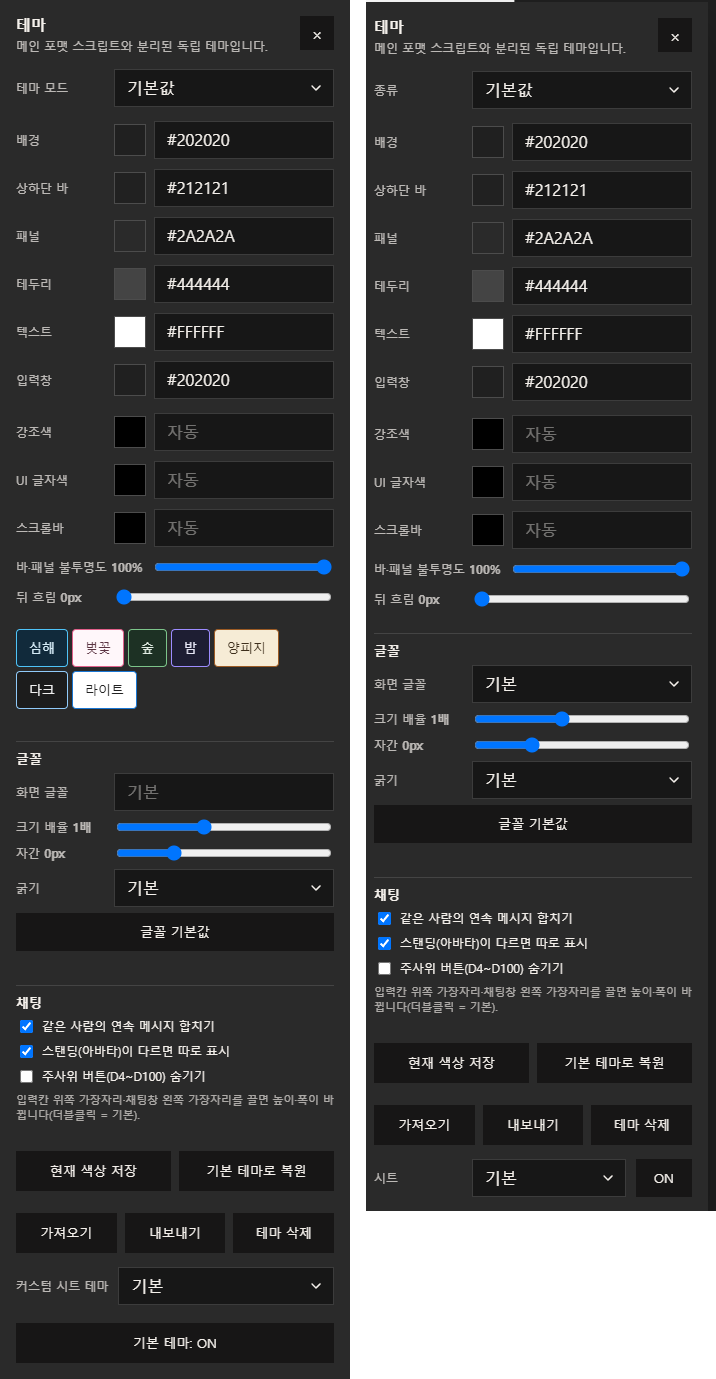 테마
메인 포맷 스크립트와 분리된 독립 테마입니다.
×
테마 모드 기본값
배경 #202020
상하단 바 #212121
패널 #2A2A2A
테두리 #444444
텍스트 #FFFFFF
입력창 #202020
강조색 자동
UI 글자색 자동
스크롤바 자동
바·패널 불투명도 100%
뒤 흐림 0px
심해 벚꽃 숲 밤 양피지
다크 라이트
글꼴
화면 글꼴 기본
크기 배율 1배
자간 0px
굵기 기본
글꼴 기본값
채팅
같은 사람의 연속 메시지 합치기
스탠딩(아바타)이 다르면 따로 표시
주사위 버튼(D4~D100) 숨기기
입력칸 위쪽 가장자리·채팅창 왼쪽 가장자리를 끌면 높이·폭이 바
뀝니다(더블클릭 = 기본).
현재 색상 저장 기본 테마로 복원
가져오기 내보내기 테마 삭제
커스텀 시트 테마 기본
기본 테마: ON
테마
메인 포맷 스크립트와 분리된 독립 테마입니다.
×
종류 기본값
배경 #202020
상하단 바 #212121
패널 #2A2A2A
테두리 #444444
텍스트 #FFFFFF
입력창 #202020
강조색 자동
UI 글자색 자동
스크롤바 자동
바·패널 불투명도 100%
뒤 흐림 0px
글꼴
화면 글꼴 기본
크기 배율 1배
자간 0px
굵기 기본
글꼴 기본값
채팅
같은 사람의 연속 메시지 합치기
스탠딩(아바타)이 다르면 따로 표시
주사위 버튼(D4~D100) 숨기기
입력칸 위쪽 가장자리·채팅창 왼쪽 가장자리를 끌면 높이·폭이 바
뀝니다(더블클릭 = 기본).
현재 색상 저장 기본 테마로 복원
가져오기 내보내기 테마 삭제
시트 기본 ON